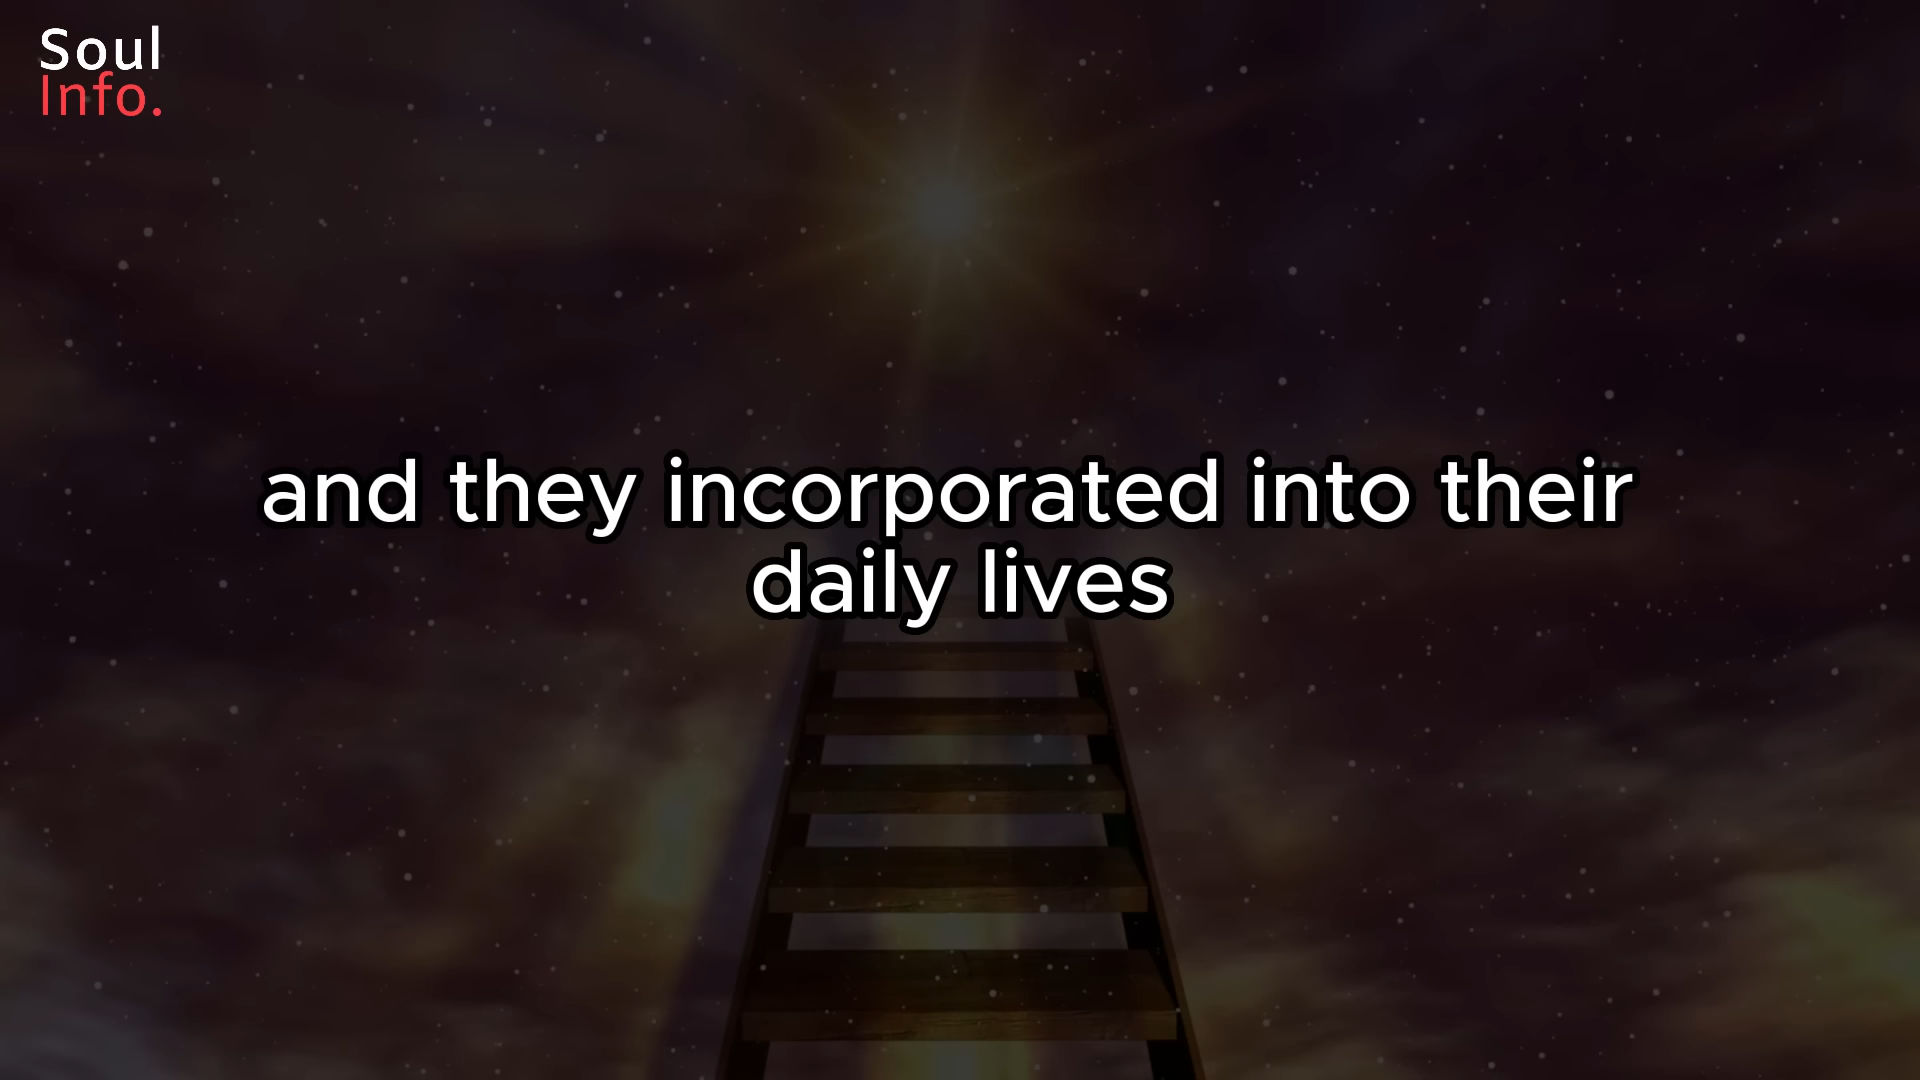 Soul
Info.
and they incorporated into their
daily lives